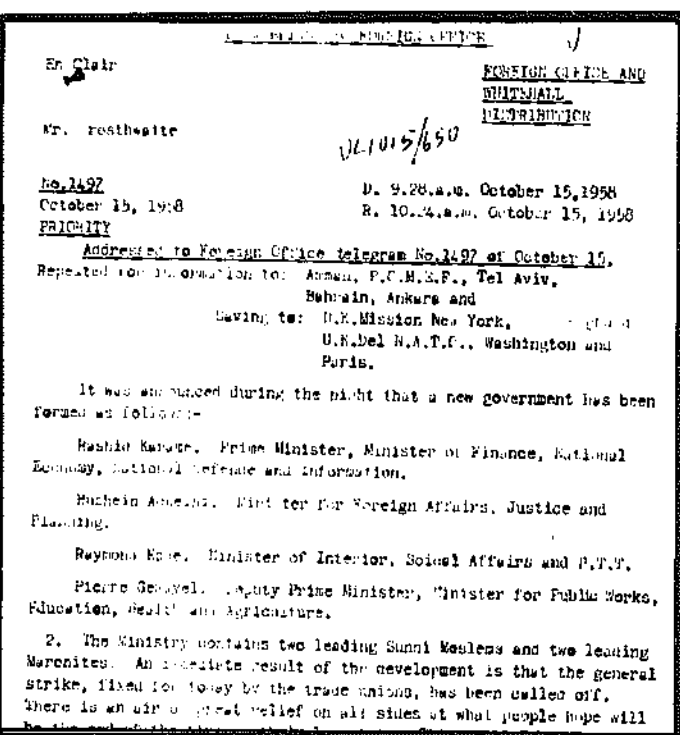 FOREIGN OFFICE
En Clair
FOREIGN OFFICE AND
WHITEHALL
DISTRIBUTION
Mr.
No.1497
October 15, 1958
PRIORITY
D. 9.28.a.m. October 15,1958
R. 10.24.a.m. October 15, 1958
Addressed to Foreign Office telegram No.1497 of October 15.
Repeated for information to: Amman, P.O.M.E.F., Tel Aviv,
Bahrain, Ankara and
Saving to: U.K.Mission New York,
U.K.Del N.A.T.O., Washington and
Paris.
It was announced during the night that a new government has been
formed as follows:-
Rashid Karame. Prime Minister, Minister of Finance, National
Economy, National Defence and Information.
Minister for Foreign Affairs, Justice and
Planning.
Raymond Minister of Interior, Soical Affairs and P.T.T.
Pierre Gemayel. Deputy Prime Minister, Minister for Public Works,
Education, Health and Agriculture.
2. The Ministry contains two leading Sunni Moslems and two leading
Maronites. An immediate result of the development is that the general
strike, fixed for today by the trade unions, has been called off.
There is an air of great relief on all sides at what people hope will
be the end of the